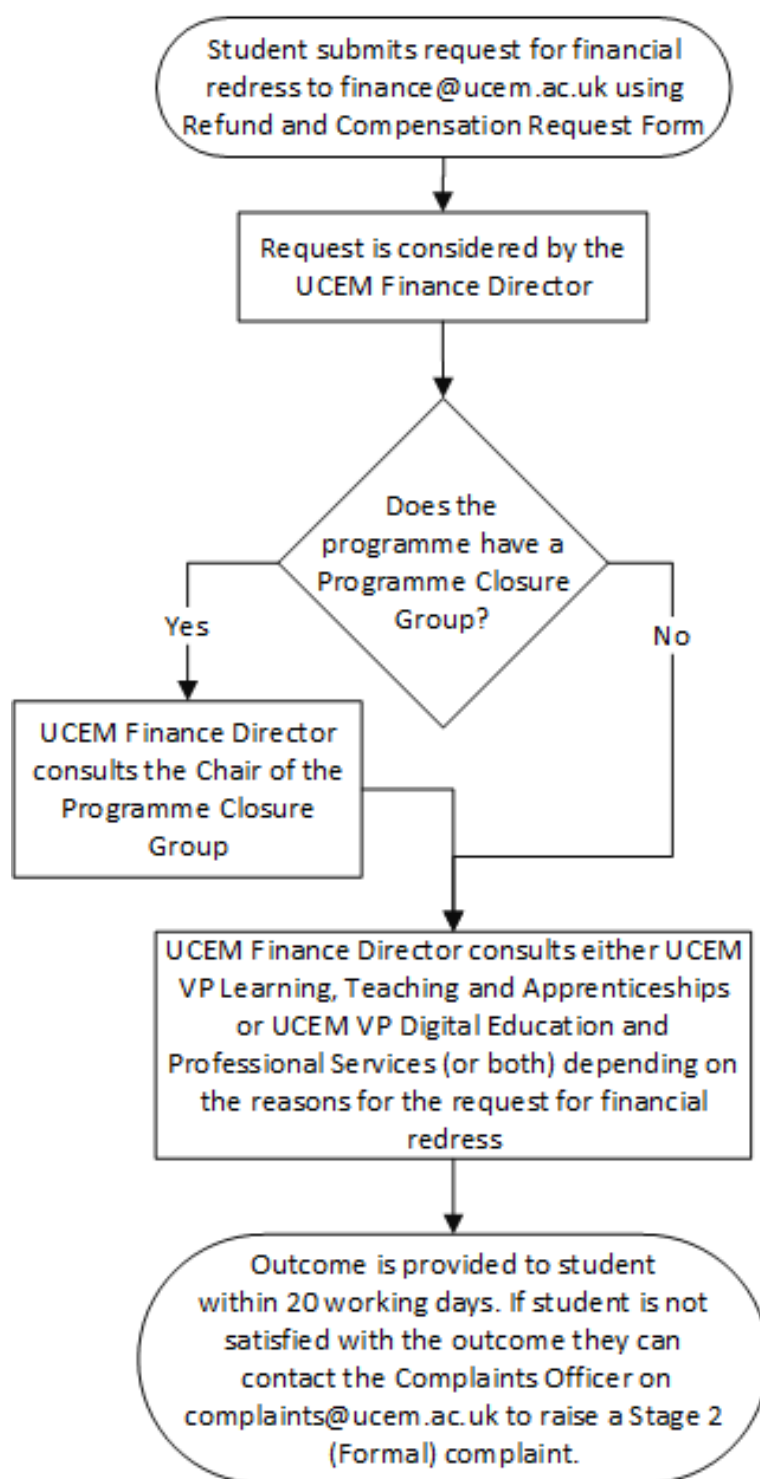 Student submits request for financial
redress to finance@ucem.ac.uk using
Refund and Compensation Request Form
Request is considered by the
UCEM Finance Director
Does the
programme have a
Programme Closure
Group?
Yes
No
UCEM Finance Director
consults the Chair of the
Programme Closure
Group
UCEM Finance Director consults either UCEM
VP Learning, Teaching and Apprenticeships
or UCEM VP Digital Education and
Professional Services (or both) depending on
the reasons for the request for financial
redress
Outcome is provided to student
within 20 working days. If student is not
satisfied with the outcome they can
contact the Complaints Officer on
complaints@ucem.ac.uk to raise a Stage 2
(Formal) complaint.